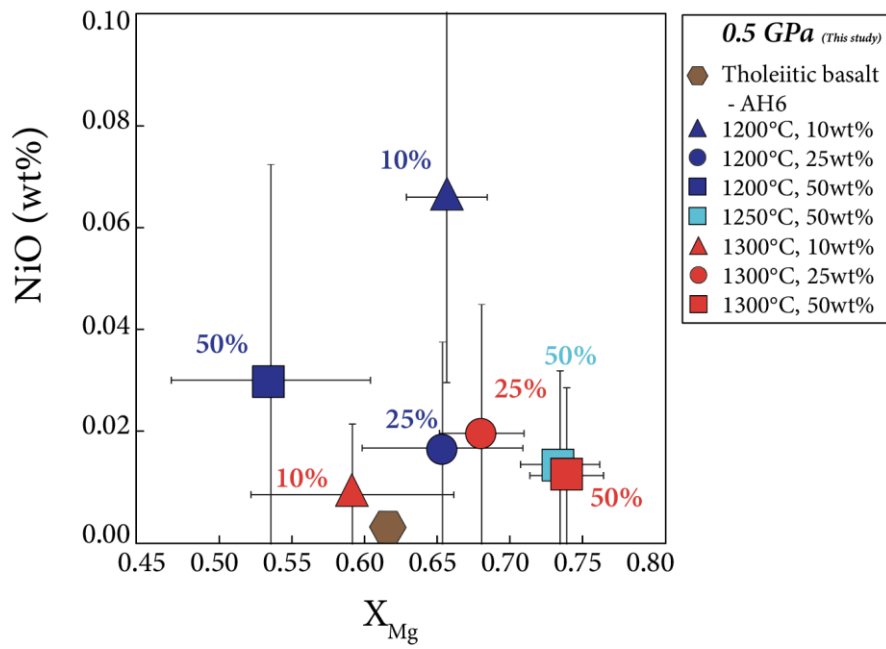 0.10
0.08
0.06
0.04
0.02
0.00
NiO (wt%)
10%
50%
50%
25%
25%
10%
50%
0.45 0.50 0.55 0.60 0.65 0.70 0.75 0.80
X Mg
0.5 GPa (This study)
Tholeiitic basalt
- AH6
1200°C, 10wt%
1200°C, 25wt%
1200°C, 50wt%
1250°C, 50wt%
1300°C, 10wt%
1300°C, 25wt%
1300°C, 50wt%